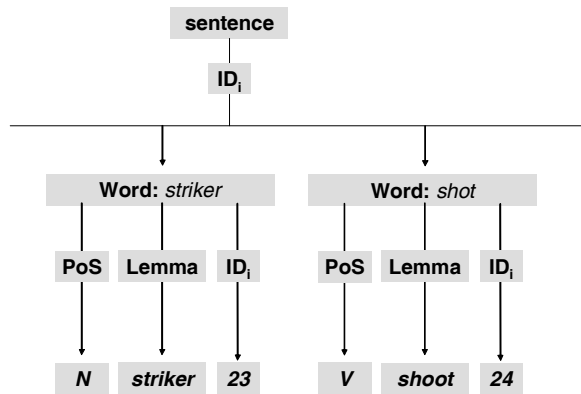 sentence
IDi
Word: striker Word: shot
PoS Lemma IDi PoS Lemma IDi
N striker 23 V shoot 24